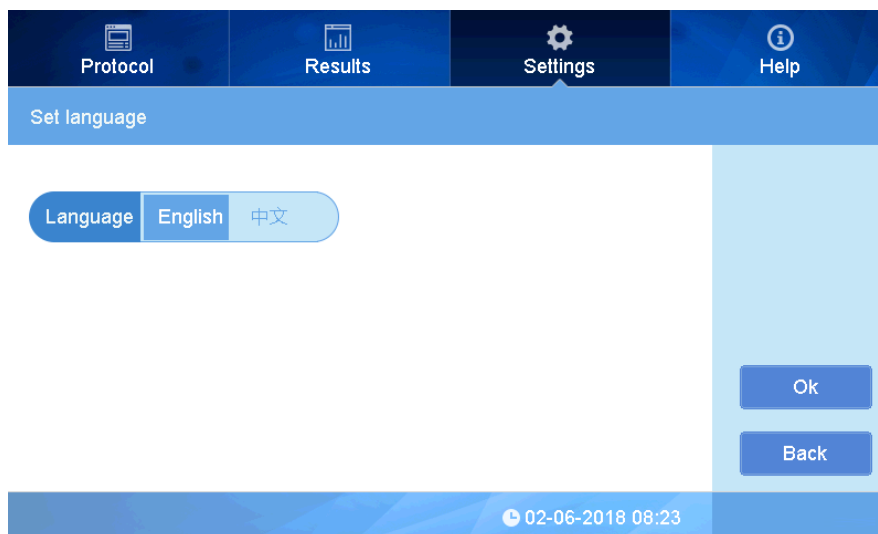 Protocol
Results
Settings
Help
Set language
Language English 中文
Ok
Back
02-06-2018 08:23